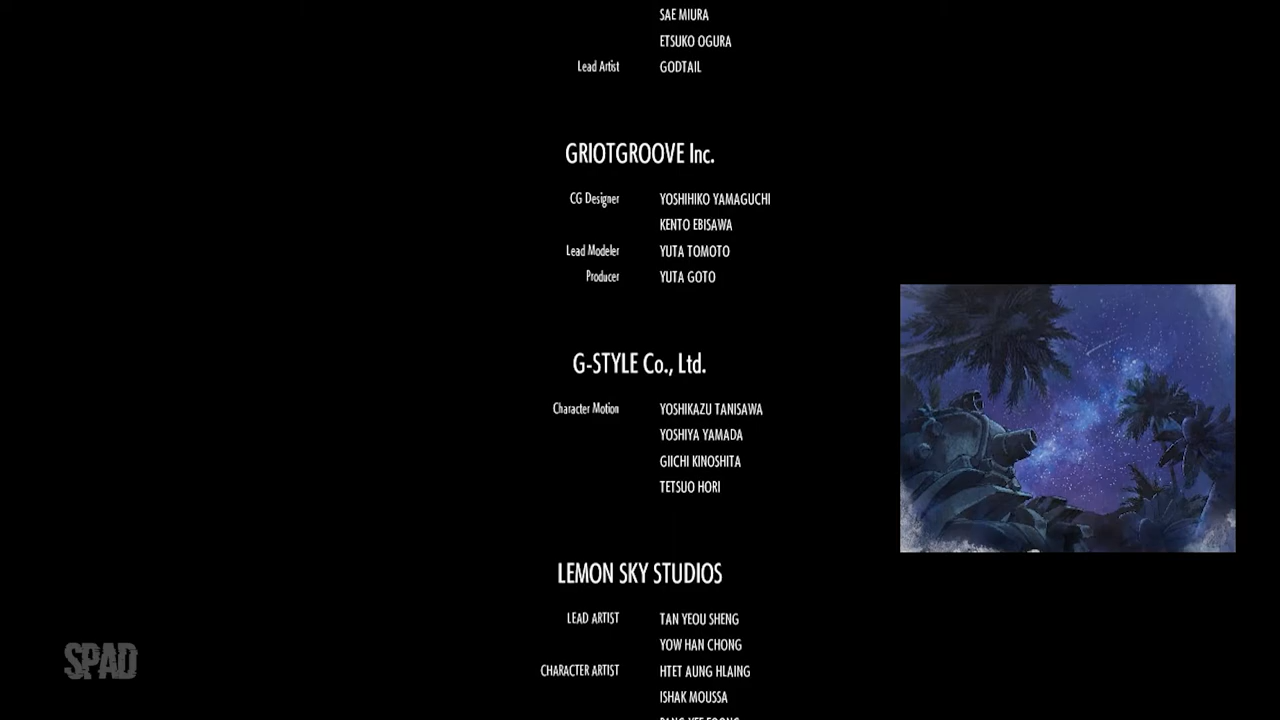 SAE MIURA
ETSUKO OGURA
Lead Artist GODTAIL
GRIOTGROOVE Inc.
CG Designer YOSHIHIKO YAMAGUCHI
KENTO EBISAWA
Lead Modeler YUTA TOMOTO
Producer YUTA GOTO
G-STYLE Co., Ltd.
Character Motion YOSHIKAZU TANISAWA
YOSHIYA YAMADA
GIICHI KINOSHITA
TETSUO HORI
LEMON SKY STUDIOS
LEAD ARTIST TAN YEOU SHENG
YOW HAN CHONG
CHARACTER ARTIST HTET AUNG HLAING
ISHAK MOUSSA
SPAD